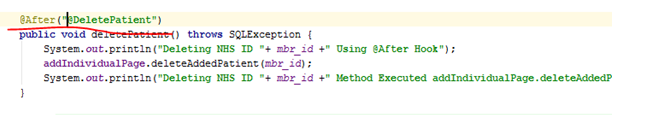 @After("@DeletePatient")
public void deletePatient() throws SQLException {
System.out.println("Deleting NHS ID "+ mbr_id +" Using @After Hook");
addIndividualPage.deleteAddedPatient(mbr_id);
System.out.println("Deleting NHS ID "+ mbr_id +" Method Executed addIndividualPage.deleteAddedP
}